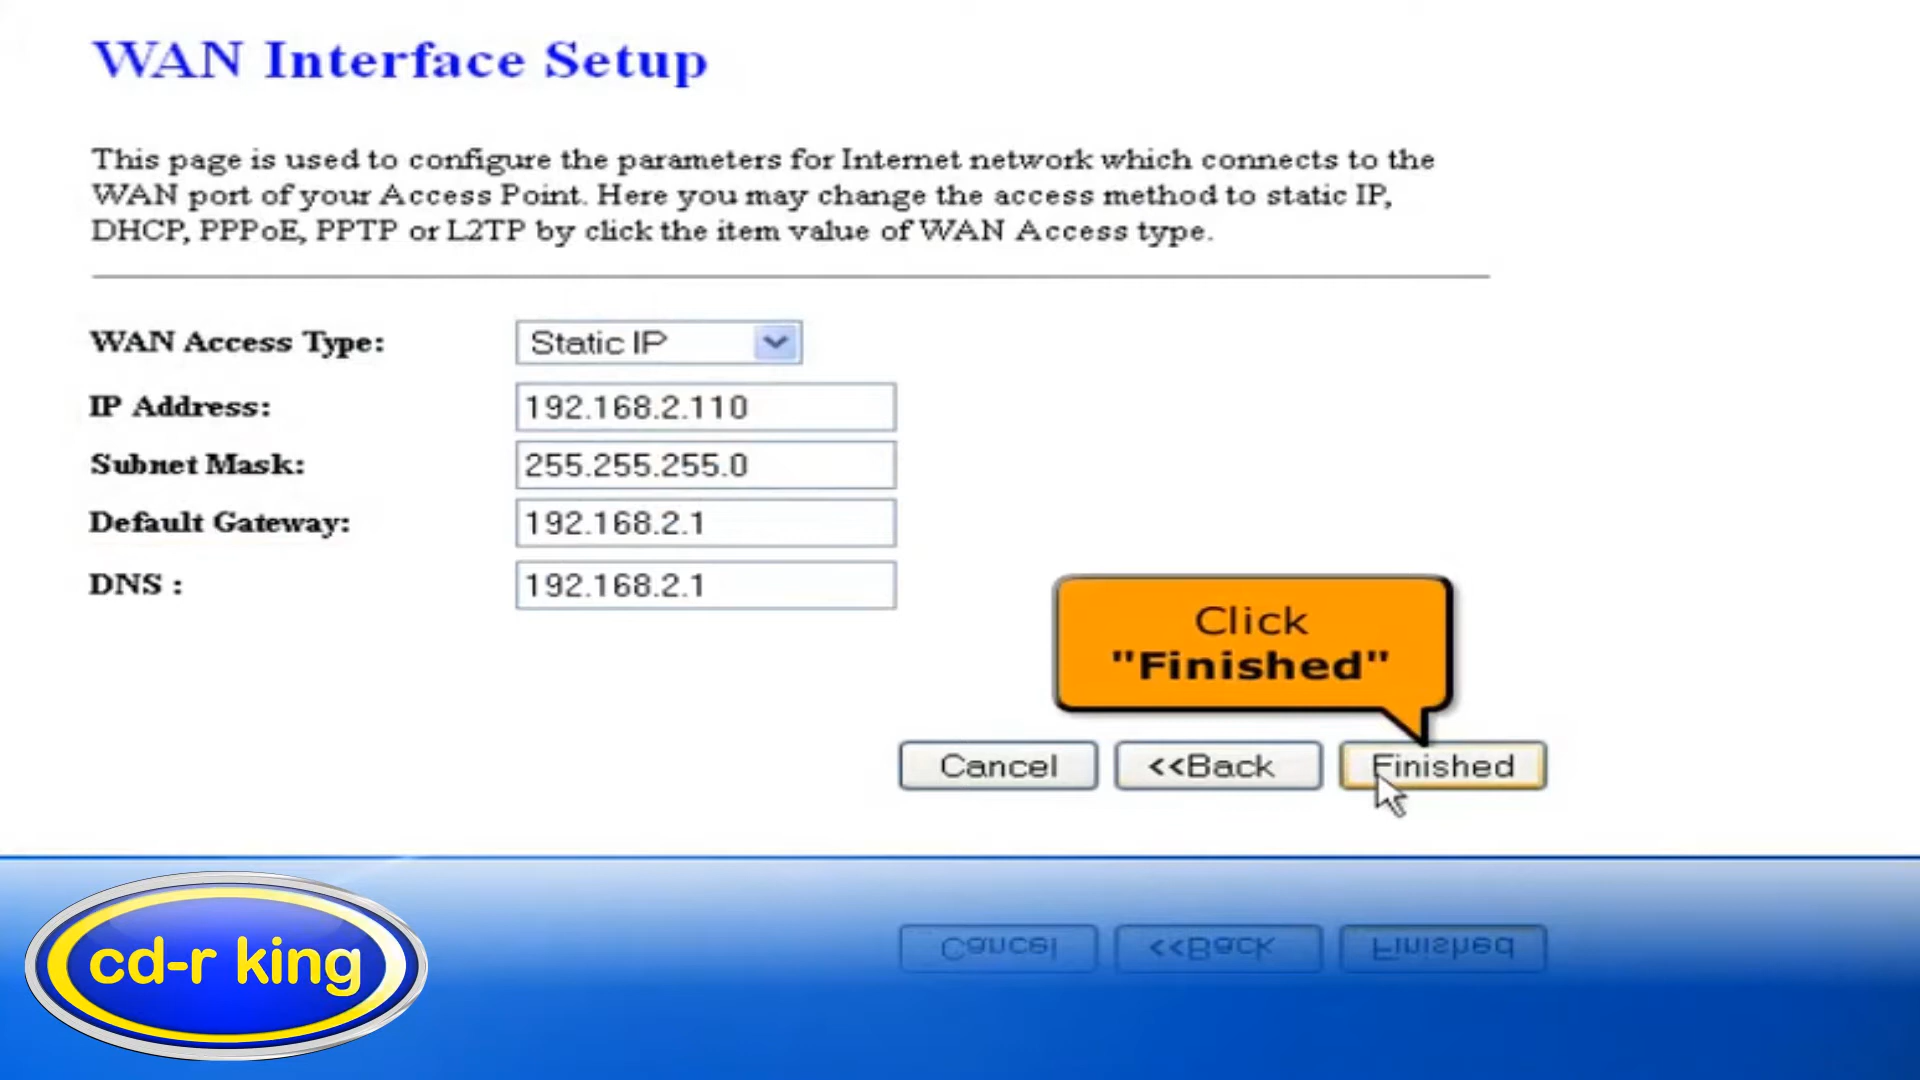 WAN Interface Setup
This page is used to configure the parameters for Internet network which connects to the
WAN port of your Access Point. Here you may change the access method to static IP,
DHCP, PPPoE, PPTP or L2TP by click the item value of WAN Access type.
WAN Access Type: Static IP
IP Address: 192.168.2.110
Subnet Mask: 255.255.255.0
Default Gateway: 192.168.2.1
DNS : 192.168.2.1
Click
"Finished"
Cancel <<Back Finished
cd-r king
Cancel <<Back Finished